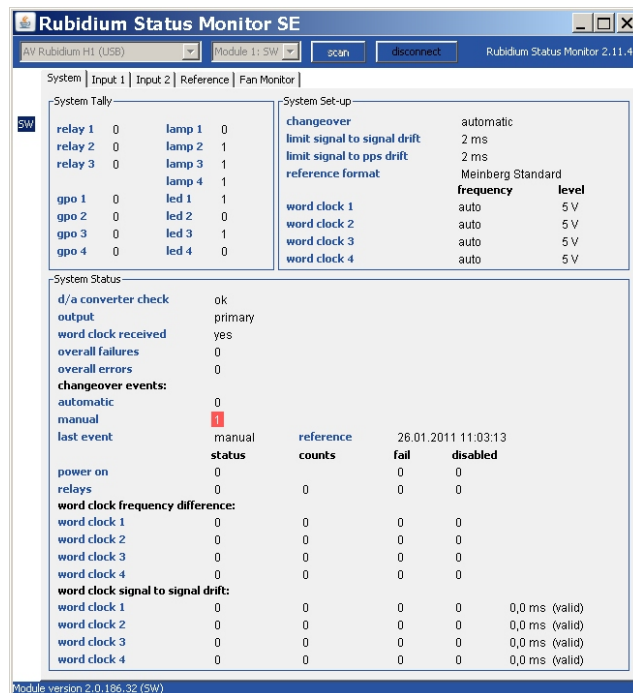 Rubidium Status Monitor SE
AV Rubidium H1 (USB) Module 1: SW scan disconnect Rubidium Status Monitor 2.11.4
System Input 1 Input 2 Reference Fan Monitor
SW
System Tally
relay 1 0 lamp 1 0
relay 2 0 lamp 2 1
relay 3 0 lamp 3 1
lamp 4 1
gpo 1 0 led 1 1
gpo 2 0 led 2 0
gpo 3 0 led 3 1
gpo 4 0 led 4 0
System Set-up
changeover automatic
limit signal to signal drift 2 ms
limit signal to pps drift 2 ms
reference format Meinberg Standard
frequency level
word clock 1 auto 5 V
word clock 2 auto 5 V
word clock 3 auto 5 V
word clock 4 auto 5 V
System Status
d/a converter check ok
output primary
word clock received yes
overall failures 0
overall errors 0
changeover events:
automatic 0
manual 1
last event manual reference 26.01.2011 11:03:13
status counts fail disabled
power on 0 0 0
relays 0 0 0 0
word clock frequency difference:
word clock 1 0 0 0 0
word clock 2 0 0 0 0
word clock 3 0 0 0 0
word clock 4 0 0 0 0
word clock signal to signal drift:
word clock 1 0 0 0 0 0,0 ms (valid)
word clock 2 0 0 0 0 0,0 ms (valid)
word clock 3 0 0 0 0 0,0 ms (valid)
word clock 4 0 0 0 0 0,0 ms (valid)
Module version 2.0.186.32 (SW)